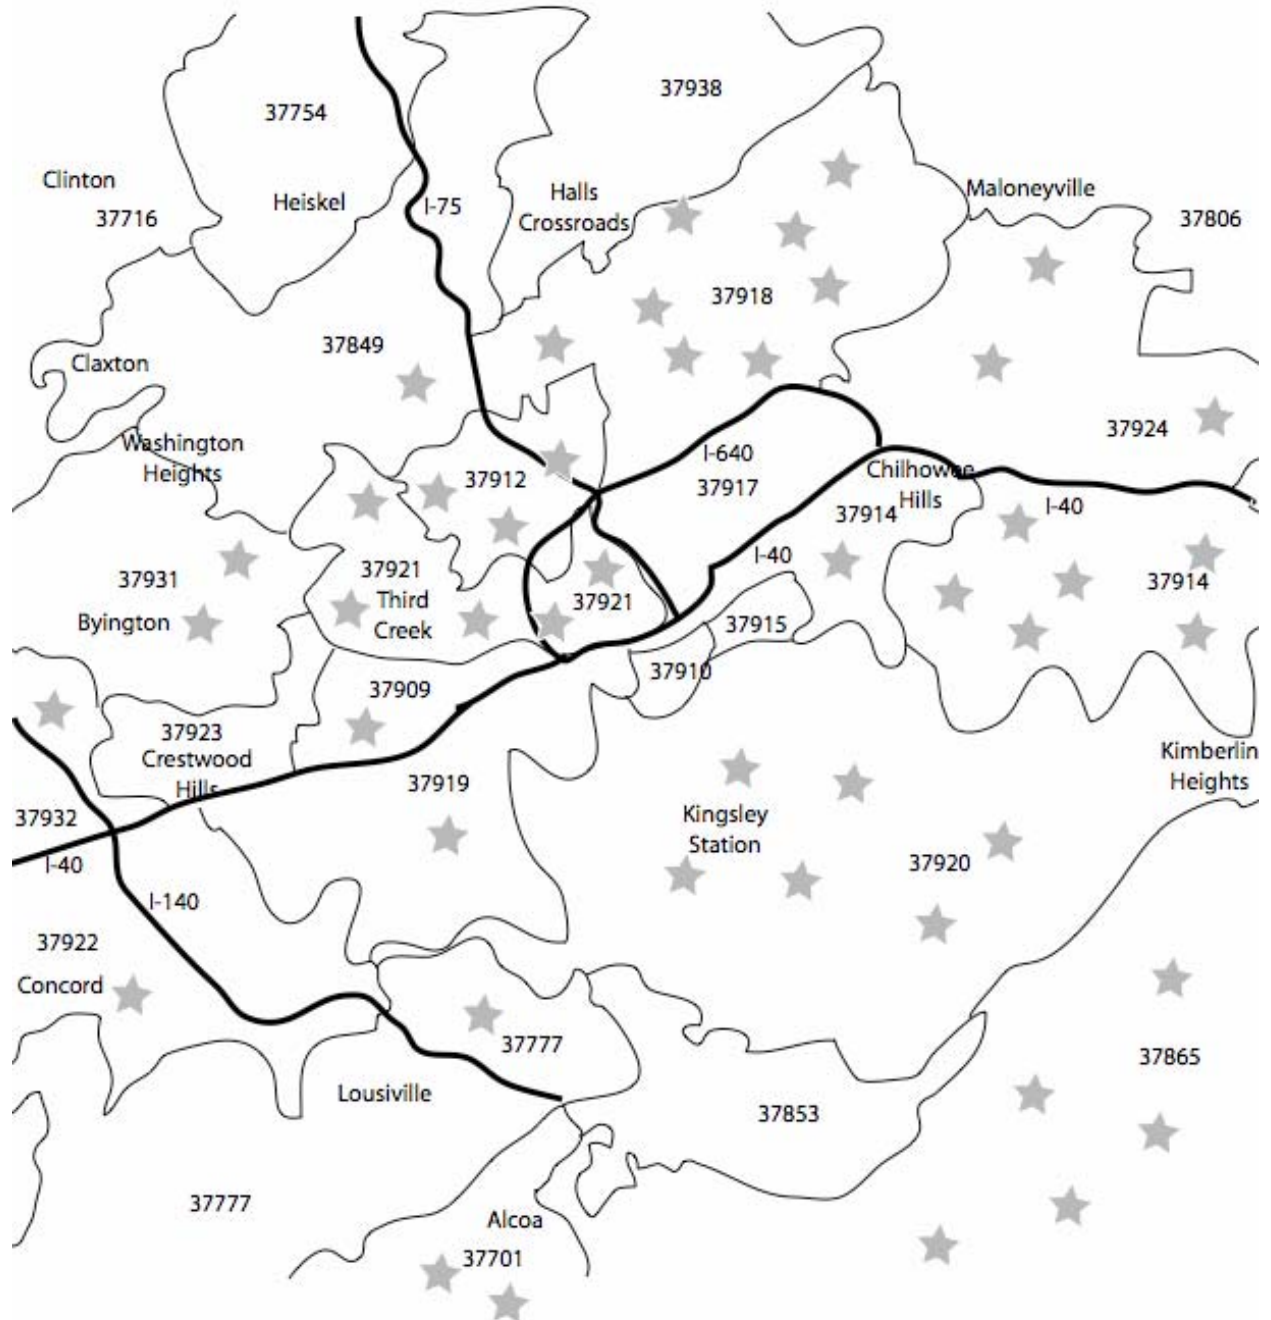 37938
37754
Clinton
37716
Heiskel
I-75
Halls
Crossroads
Maloneyville
37806
37918
37849
Claxton
Washington
Heights
37912
I-640
37917
37924
Chilhowee
Hills
37914
I-40
I-40
37931
Byington
37921
Third
Creek
37921
37914
37915
37910
37909
37923
Crestwood
Hills
37919
37932
I-40
I-140
Kingsley
Station
Kimberlin
Heights
37920
37922
Concord
37777
Lousiville
37853
37865
37777
Alcoa
37701